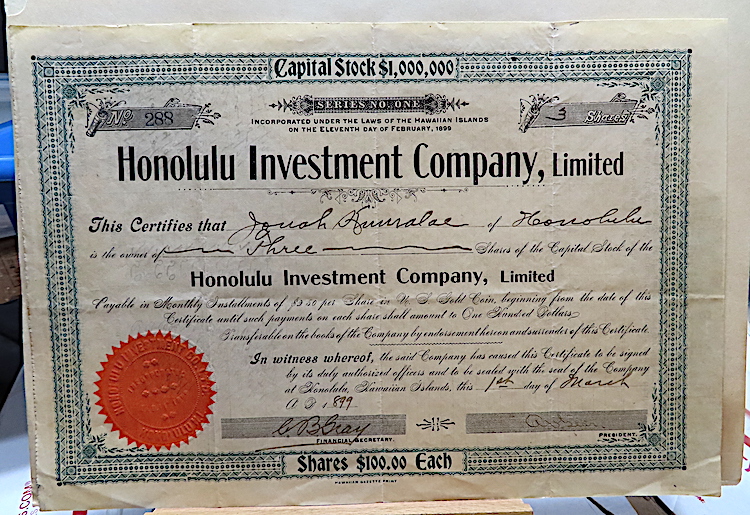 Capital Stock $1,000,000
SERIES NO. ONE
No 288
3 Shares
INCORPORATED UNDER THE LAWS OF THE HAWAIIAN ISLANDS
ON THE ELEVENTH DAY OF FEBRUARY, 1899
Honolulu Investment Company, Limited
This Certifies that Jonah Kumalae of Honolulu
is the owner of Three Shares of the Capital Stock of the
Honolulu Investment Company, Limited
Payable in Monthly Installments of per Share in U S Gold Coin, beginning from the date of this
Certificate until such payments on each share shall amount to One Hundred Dollars
Transferable on the books of the Company by endorsement hereon and surrender of this Certificate.
In witness whereof, the said Company has caused this Certificate to be signed
by its duly authorized officers and to be sealed with the seal of the Company
at Honolulu, Hawaiian Islands, this 1st day of March
A D 1899
C. B. Gray
FINANCIAL SECRETARY.
PRESIDENT.
Shares $100.00 Each
HAWAIIAN GAZETTE PRINT